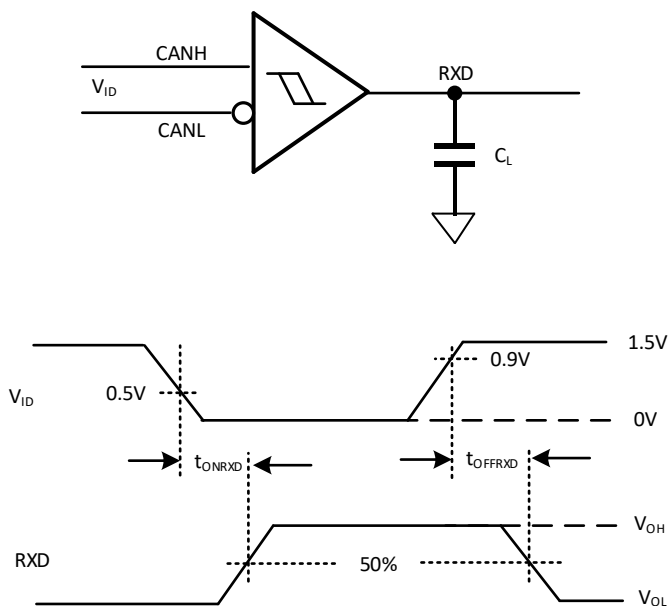 CANH
V_ID
CANL
RXD
C_L
1.5V
0.9V
0.5V
V_ID
0V
t_ONRXD
t_OFFRXD
V_OH
RXD
50%
V_OL